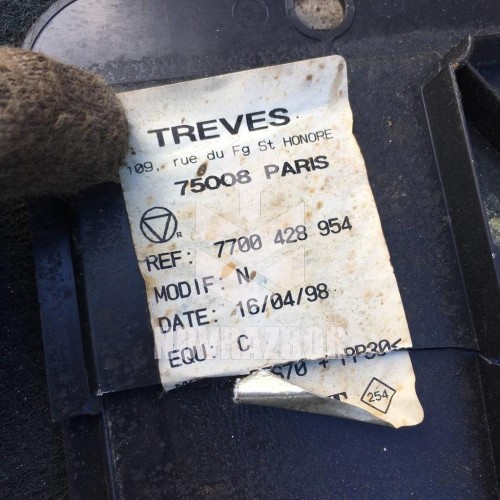 TREVES
109, rue du Fg St HONORE
75008 PARIS
R
REF: 7700 428 954
MODIF: N
DATE: 16/04/98
EQU: C
+ PP30<
254